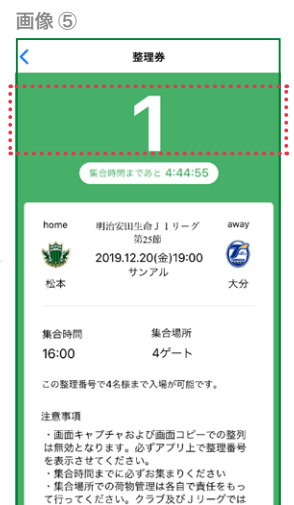 画像⑤
整理券
1
集合時間まであと 4:44:55
home 明治安田生命J1リーグ away
第25節
2019.12.20(金)19:00
サンアル
松本 大分
集合時間 集合場所
16:00 4ゲート
この整理番号で4名様まで入場が可能です。
注意事項
・画面キャプチャおよび画面コピーでの整列
は無効となります。必ずアプリ上で整理番号
を表示させてください。
・集合時間までに必ずお集まりください
・集合場所での荷物管理は各自で責任をもっ
て行ってください。クラブ及びJリーグでは